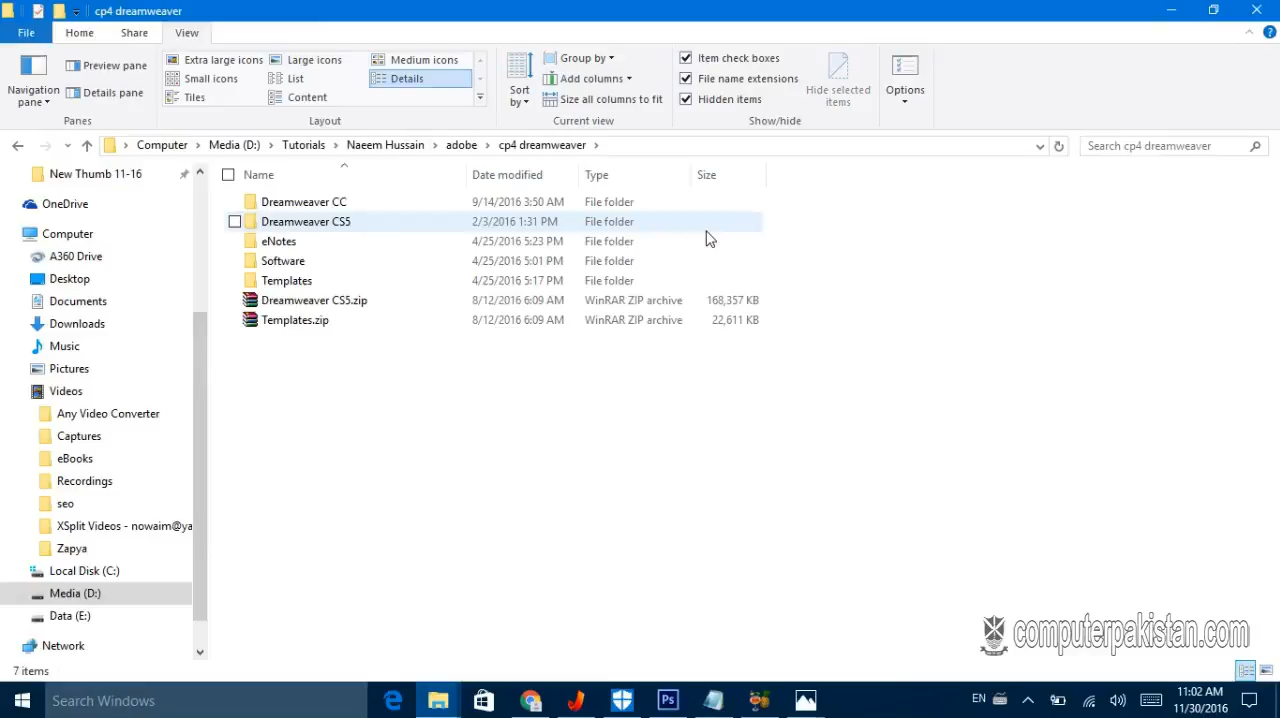 cp4 dreamweaver
File Home Share View
Navigation pane
Preview pane
Details pane
Panes
Extra large icons Large icons Medium icons
Small icons List Details
Tiles Content
Layout
Sort by
Group by
Add columns
Size all columns to fit
Current view
Item check boxes
File name extensions
Hidden items
Hide selected items
Show/hide
Options
Computer Media (D:) Tutorials Naeem Hussain adobe cp4 dreamweaver
Search cp4 dreamweaver
New Thumb 11-16
OneDrive
Computer
A360 Drive
Desktop
Documents
Downloads
Music
Pictures
Videos
Any Video Converter
Captures
eBooks
Recordings
seo
XSplit Videos - nowaim@ya
Zapya
Local Disk (C:)
Media (D:)
Data (E:)
Network
Name Date modified Type Size
Dreamweaver CC 9/14/2016 3:50 AM File folder
Dreamweaver CS5 2/3/2016 1:31 PM File folder
eNotes 4/25/2016 5:23 PM File folder
Software 4/25/2016 5:01 PM File folder
Templates 4/25/2016 5:17 PM File folder
Dreamweaver CS5.zip 8/12/2016 6:09 AM WinRAR ZIP archive 168,357 KB
Templates.zip 8/12/2016 6:09 AM WinRAR ZIP archive 22,611 KB
computerpakistan.com
7 items
Search Windows
Ps
EN
11:02 AM
11/30/2016